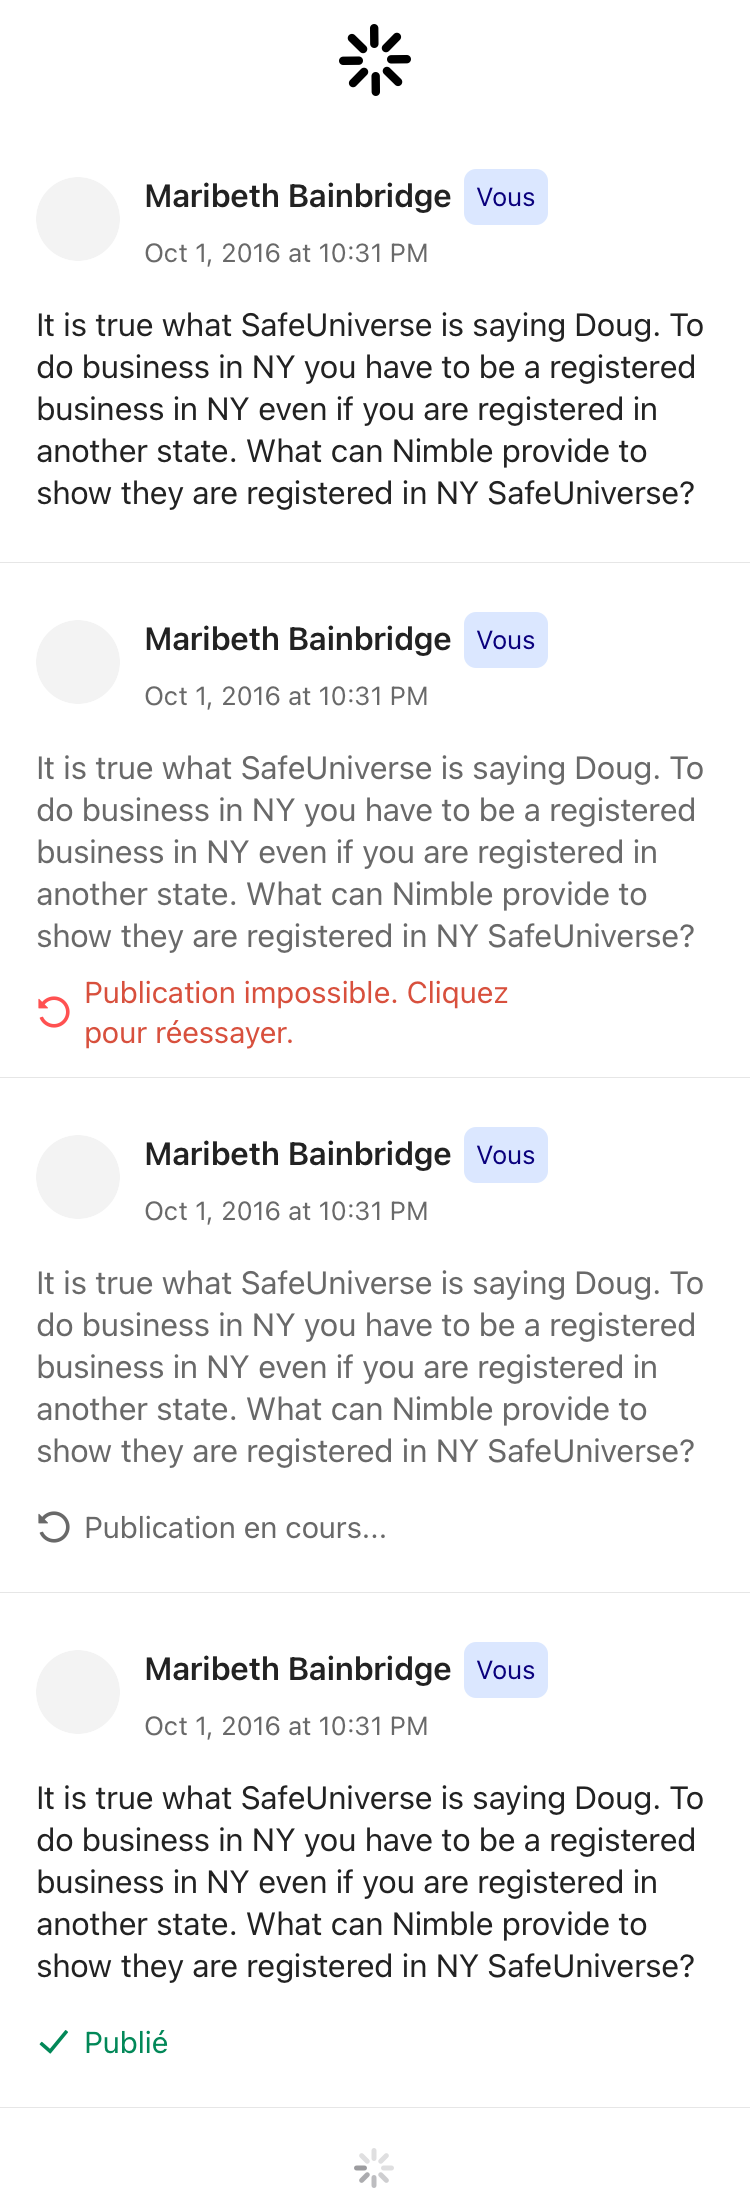 Maribeth Bainbridge Vous
Oct 1, 2016 at 10:31 PM
It is true what SafeUniverse is saying Doug. To
do business in NY you have to be a registered
business in NY even if you are registered in
another state. What can Nimble provide to
show they are registered in NY SafeUniverse?
Maribeth Bainbridge Vous
Oct 1, 2016 at 10:31 PM
It is true what SafeUniverse is saying Doug. To
do business in NY you have to be a registered
business in NY even if you are registered in
another state. What can Nimble provide to
show they are registered in NY SafeUniverse?
Publication impossible. Cliquez
pour réessayer.
Maribeth Bainbridge Vous
Oct 1, 2016 at 10:31 PM
It is true what SafeUniverse is saying Doug. To
do business in NY you have to be a registered
business in NY even if you are registered in
another state. What can Nimble provide to
show they are registered in NY SafeUniverse?
Publication en cours...
Maribeth Bainbridge Vous
Oct 1, 2016 at 10:31 PM
It is true what SafeUniverse is saying Doug. To
do business in NY you have to be a registered
business in NY even if you are registered in
another state. What can Nimble provide to
show they are registered in NY SafeUniverse?
Publié